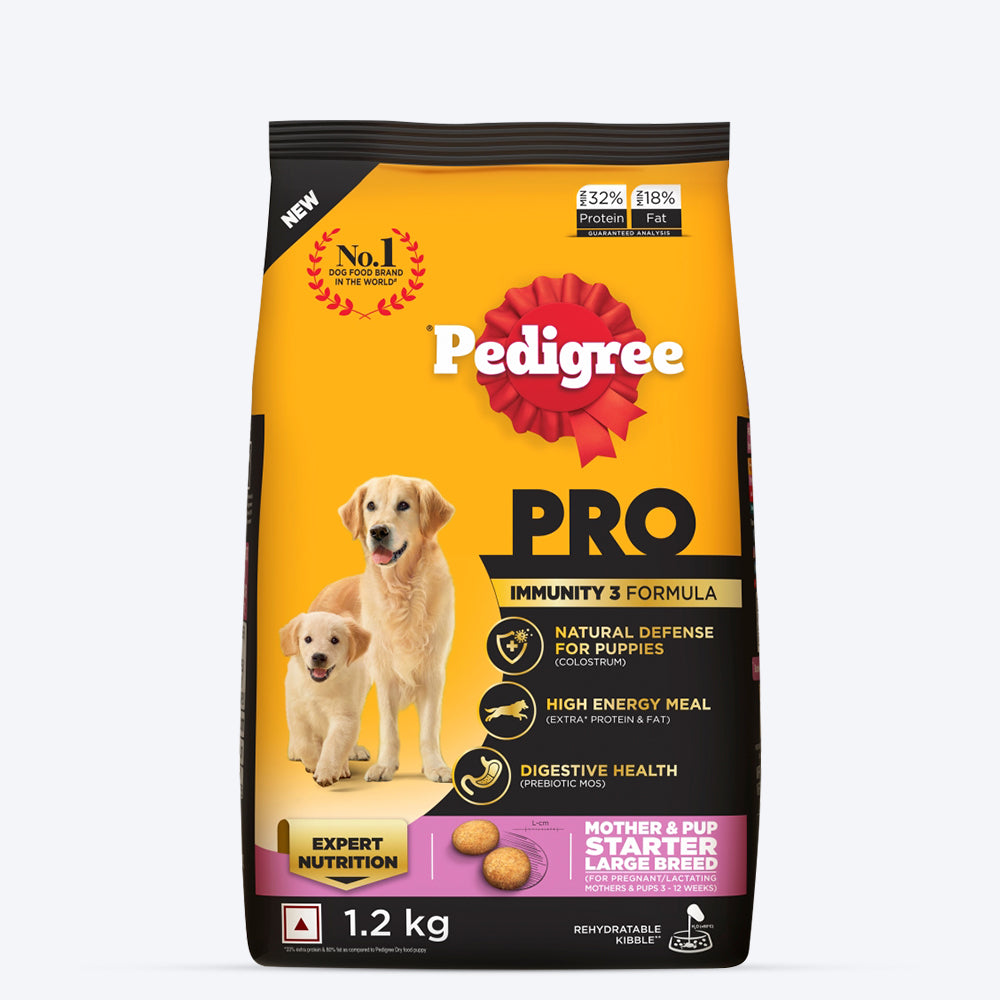 NEW
No.1
DOG FOOD BRAND
IN THE WORLD#
MIN 32% Protein
MIN 18% Fat
GUARANTEED ANALYSIS
® Pedigree
PRO
IMMUNITY 3 FORMULA
NATURAL DEFENSE
FOR PUPPIES
(COLOSTRUM)
HIGH ENERGY MEAL
(EXTRA* PROTEIN & FAT)
DIGESTIVE HEALTH
(PREBIOTIC MOS)
EXPERT
NUTRITION
L-cm
MOTHER & PUP
STARTER
LARGE BREED
(FOR PREGNANT/LACTATING
MOTHERS & PUPS 3 - 12 WEEKS)
1.2 kg
REHYDRATABLE
KIBBLE**